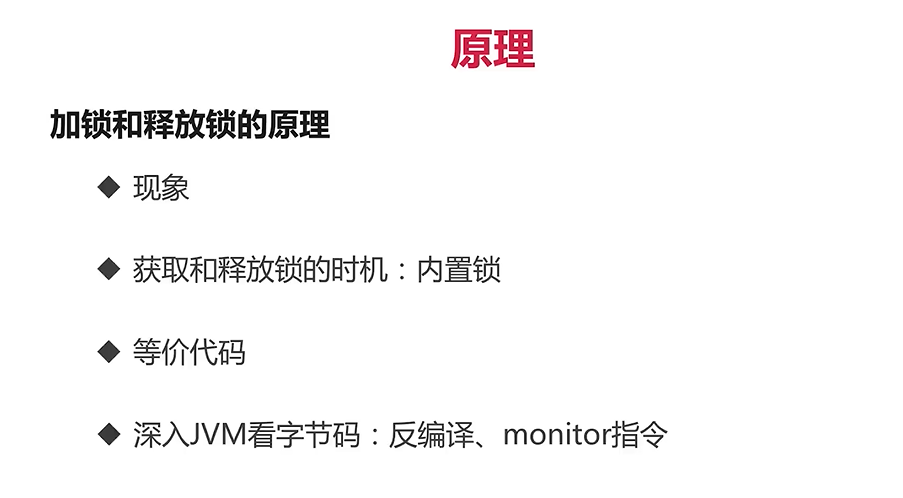 原理
加锁和释放锁的原理
◆ 现象
◆ 获取和释放锁的时机：内置锁
◆ 等价代码
◆ 深入JVM看字节码：反编译、monitor指令